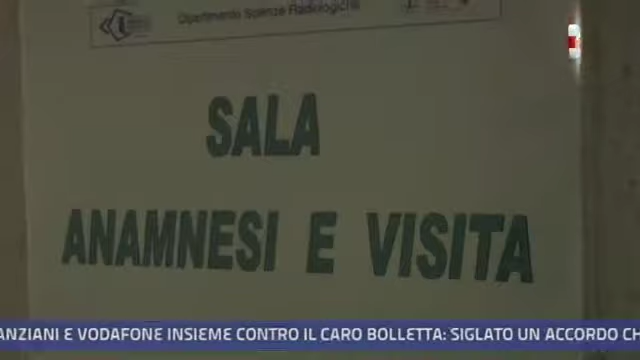 Dipartimento Scienze Radiologiche
SALA
ANAMNESI E VISITA
ANZIANI E VODAFONE INSIEME CONTRO IL CARO BOLLETTA: SIGLATO UN ACCORDO CH